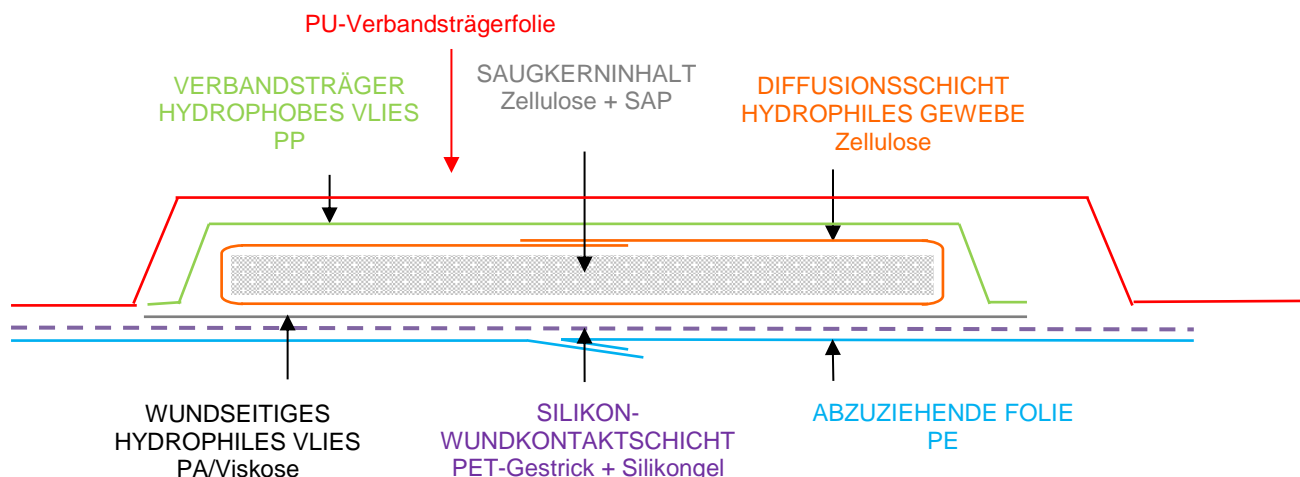 PU-Verbandsträgerfolie
VERBANDSTRÄGER
HYDROPHOBES VLIES
PP
SAUGKERNINHALT
Zellulose + SAP
DIFFUSIONSSCHICHT
HYDROPHILES GEWEBE
Zellulose
WUNDSEITIGES
HYDROPHILES VLIES
PA/Viskose
SILIKON-
WUNDKONTAKTSCHICHT
PET-Gestrick + Silikongel
ABZUZIEHENDE FOLIE
PE